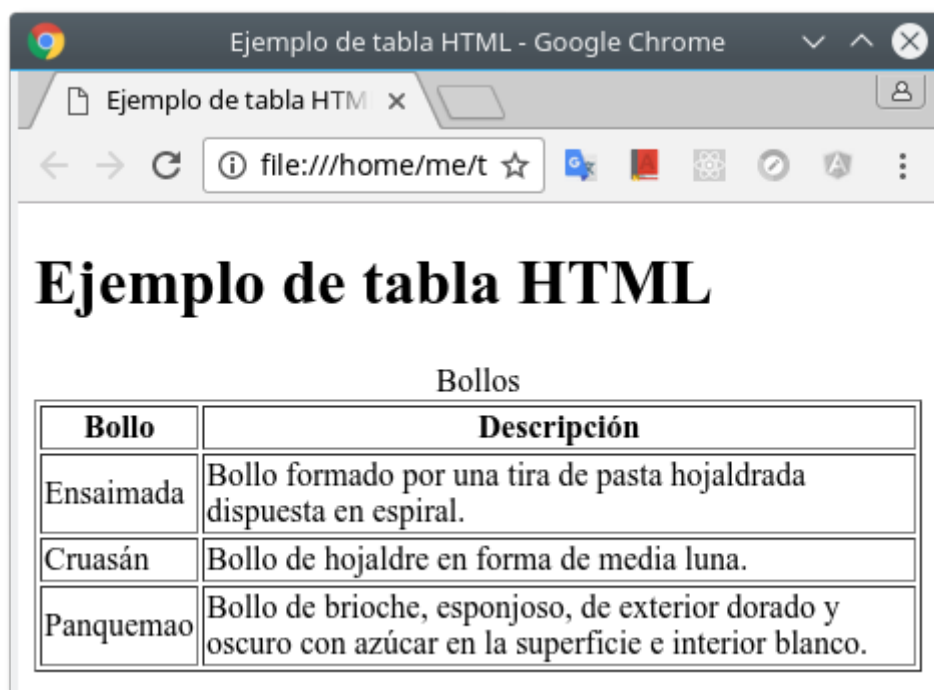 Ejemplo de tabla HTML - Google Chrome
Ejemplo de tabla HTM
file:///home/me/t
Ejemplo de tabla HTML
Bollos
Bollo Descripción
Ensaimada Bollo formado por una tira de pasta hojaldrada
dispuesta en espiral.
Cruasán Bollo de hojaldre en forma de media luna.
Panquemao Bollo de brioche, esponjoso, de exterior dorado y
oscuro con azúcar en la superficie e interior blanco.